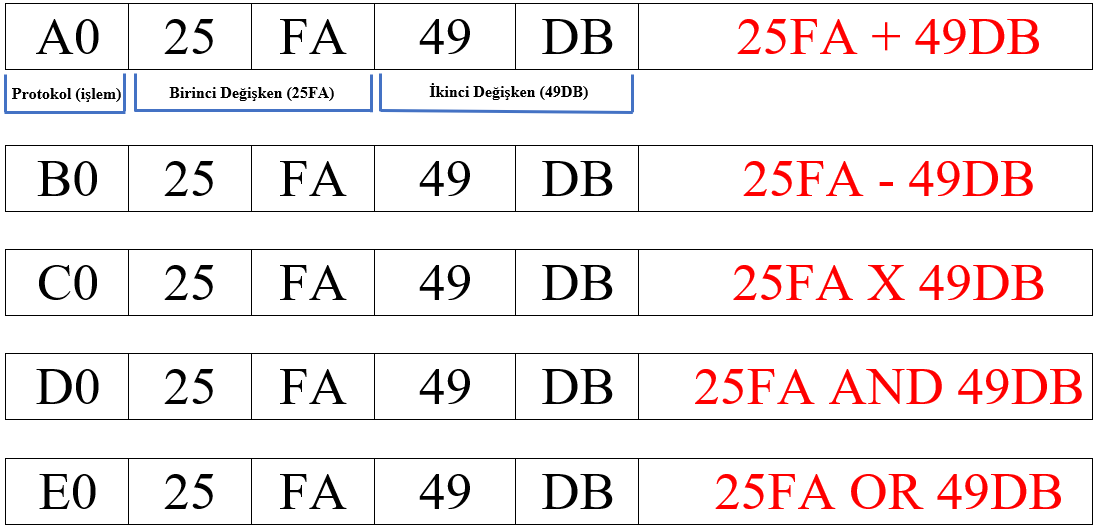 A0 25 FA 49 DB 25FA + 49DB
Protokol (işlem) Birinci Değişken (25FA) İkinci Değişken (49DB)
B0 25 FA 49 DB 25FA - 49DB
C0 25 FA 49 DB 25FA X 49DB
D0 25 FA 49 DB 25FA AND 49DB
E0 25 FA 49 DB 25FA OR 49DB